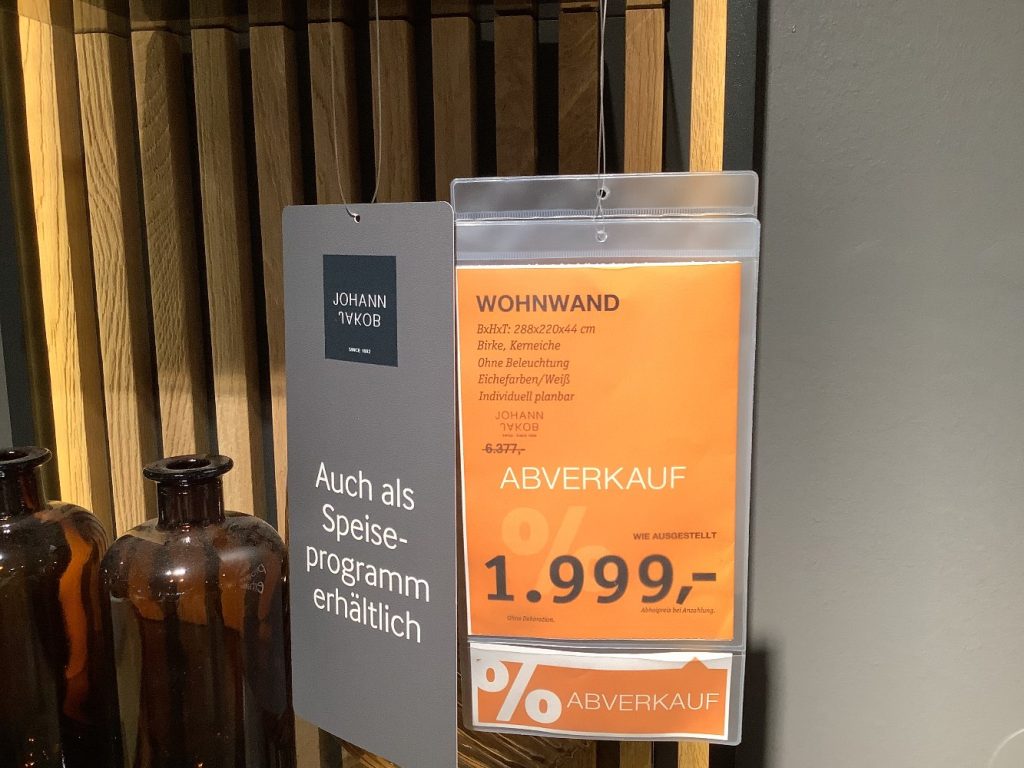 JOHANN
JAKOB
SINCE 1882
Auch als
Speise-
programm
erhältlich
WOHNWAND
BxHxT: 288x220x44 cm
Birke, Kerneiche
Ohne Beleuchtung
Eichefarben/Weiß
Individuell planbar
JOHANN
JAKOB
6.377,-
ABVERKAUF
%
WIE AUSGESTELLT
1.999,-
Abholpreis bei Anzahlung.
Ohne Dekoration.
% ABVERKAUF